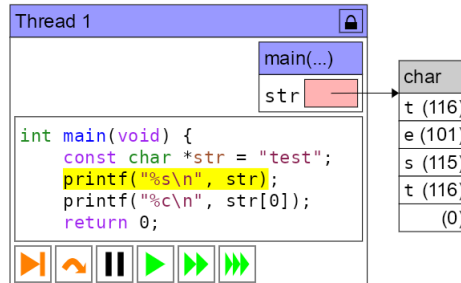 Thread 1
main(...)
str
char
t (116)
e (101)
s (115)
t (116)
(0)
int main(void) {
    const char *str = "test";
    printf("%s\n", str);
    printf("%c\n", str[0]);
    return 0;